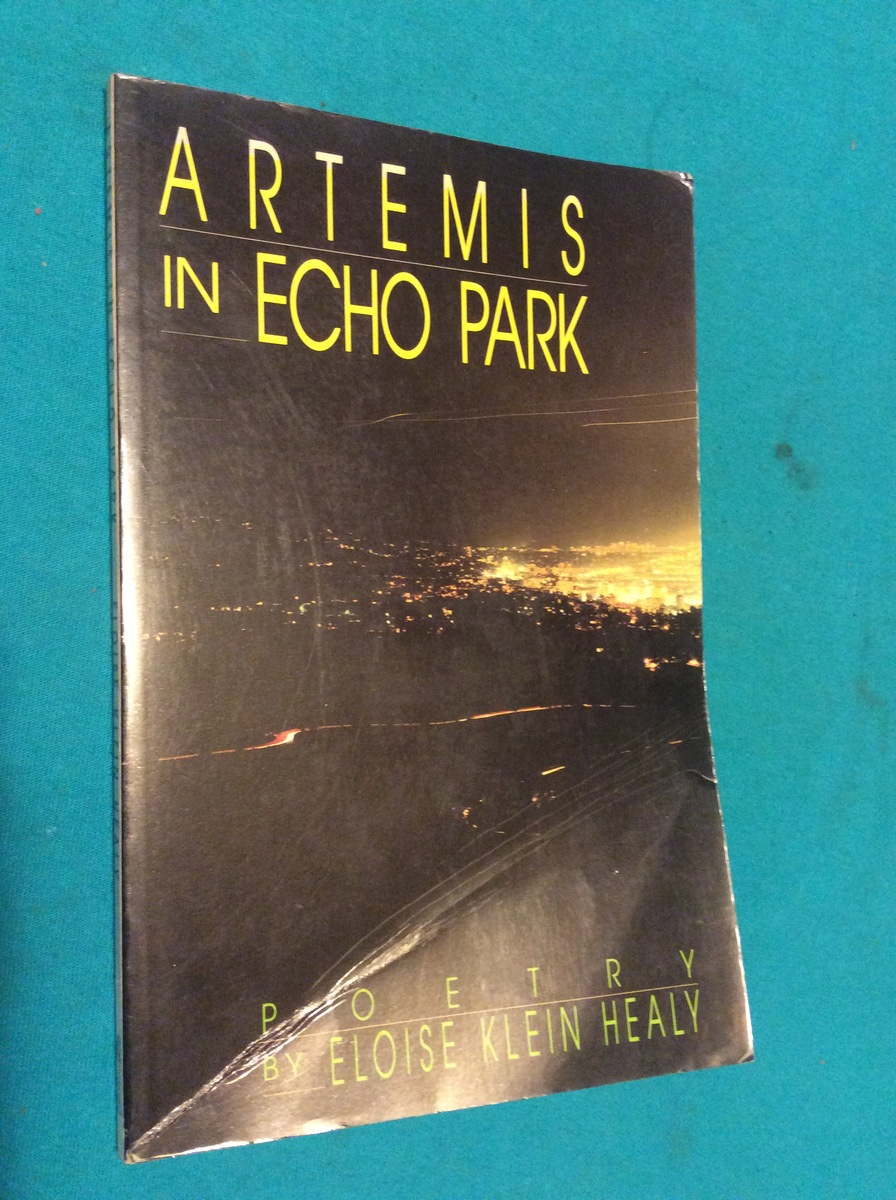 ARTEMIS
IN ECHO PARK
POETRY
BY ELOISE KLEIN HEALY